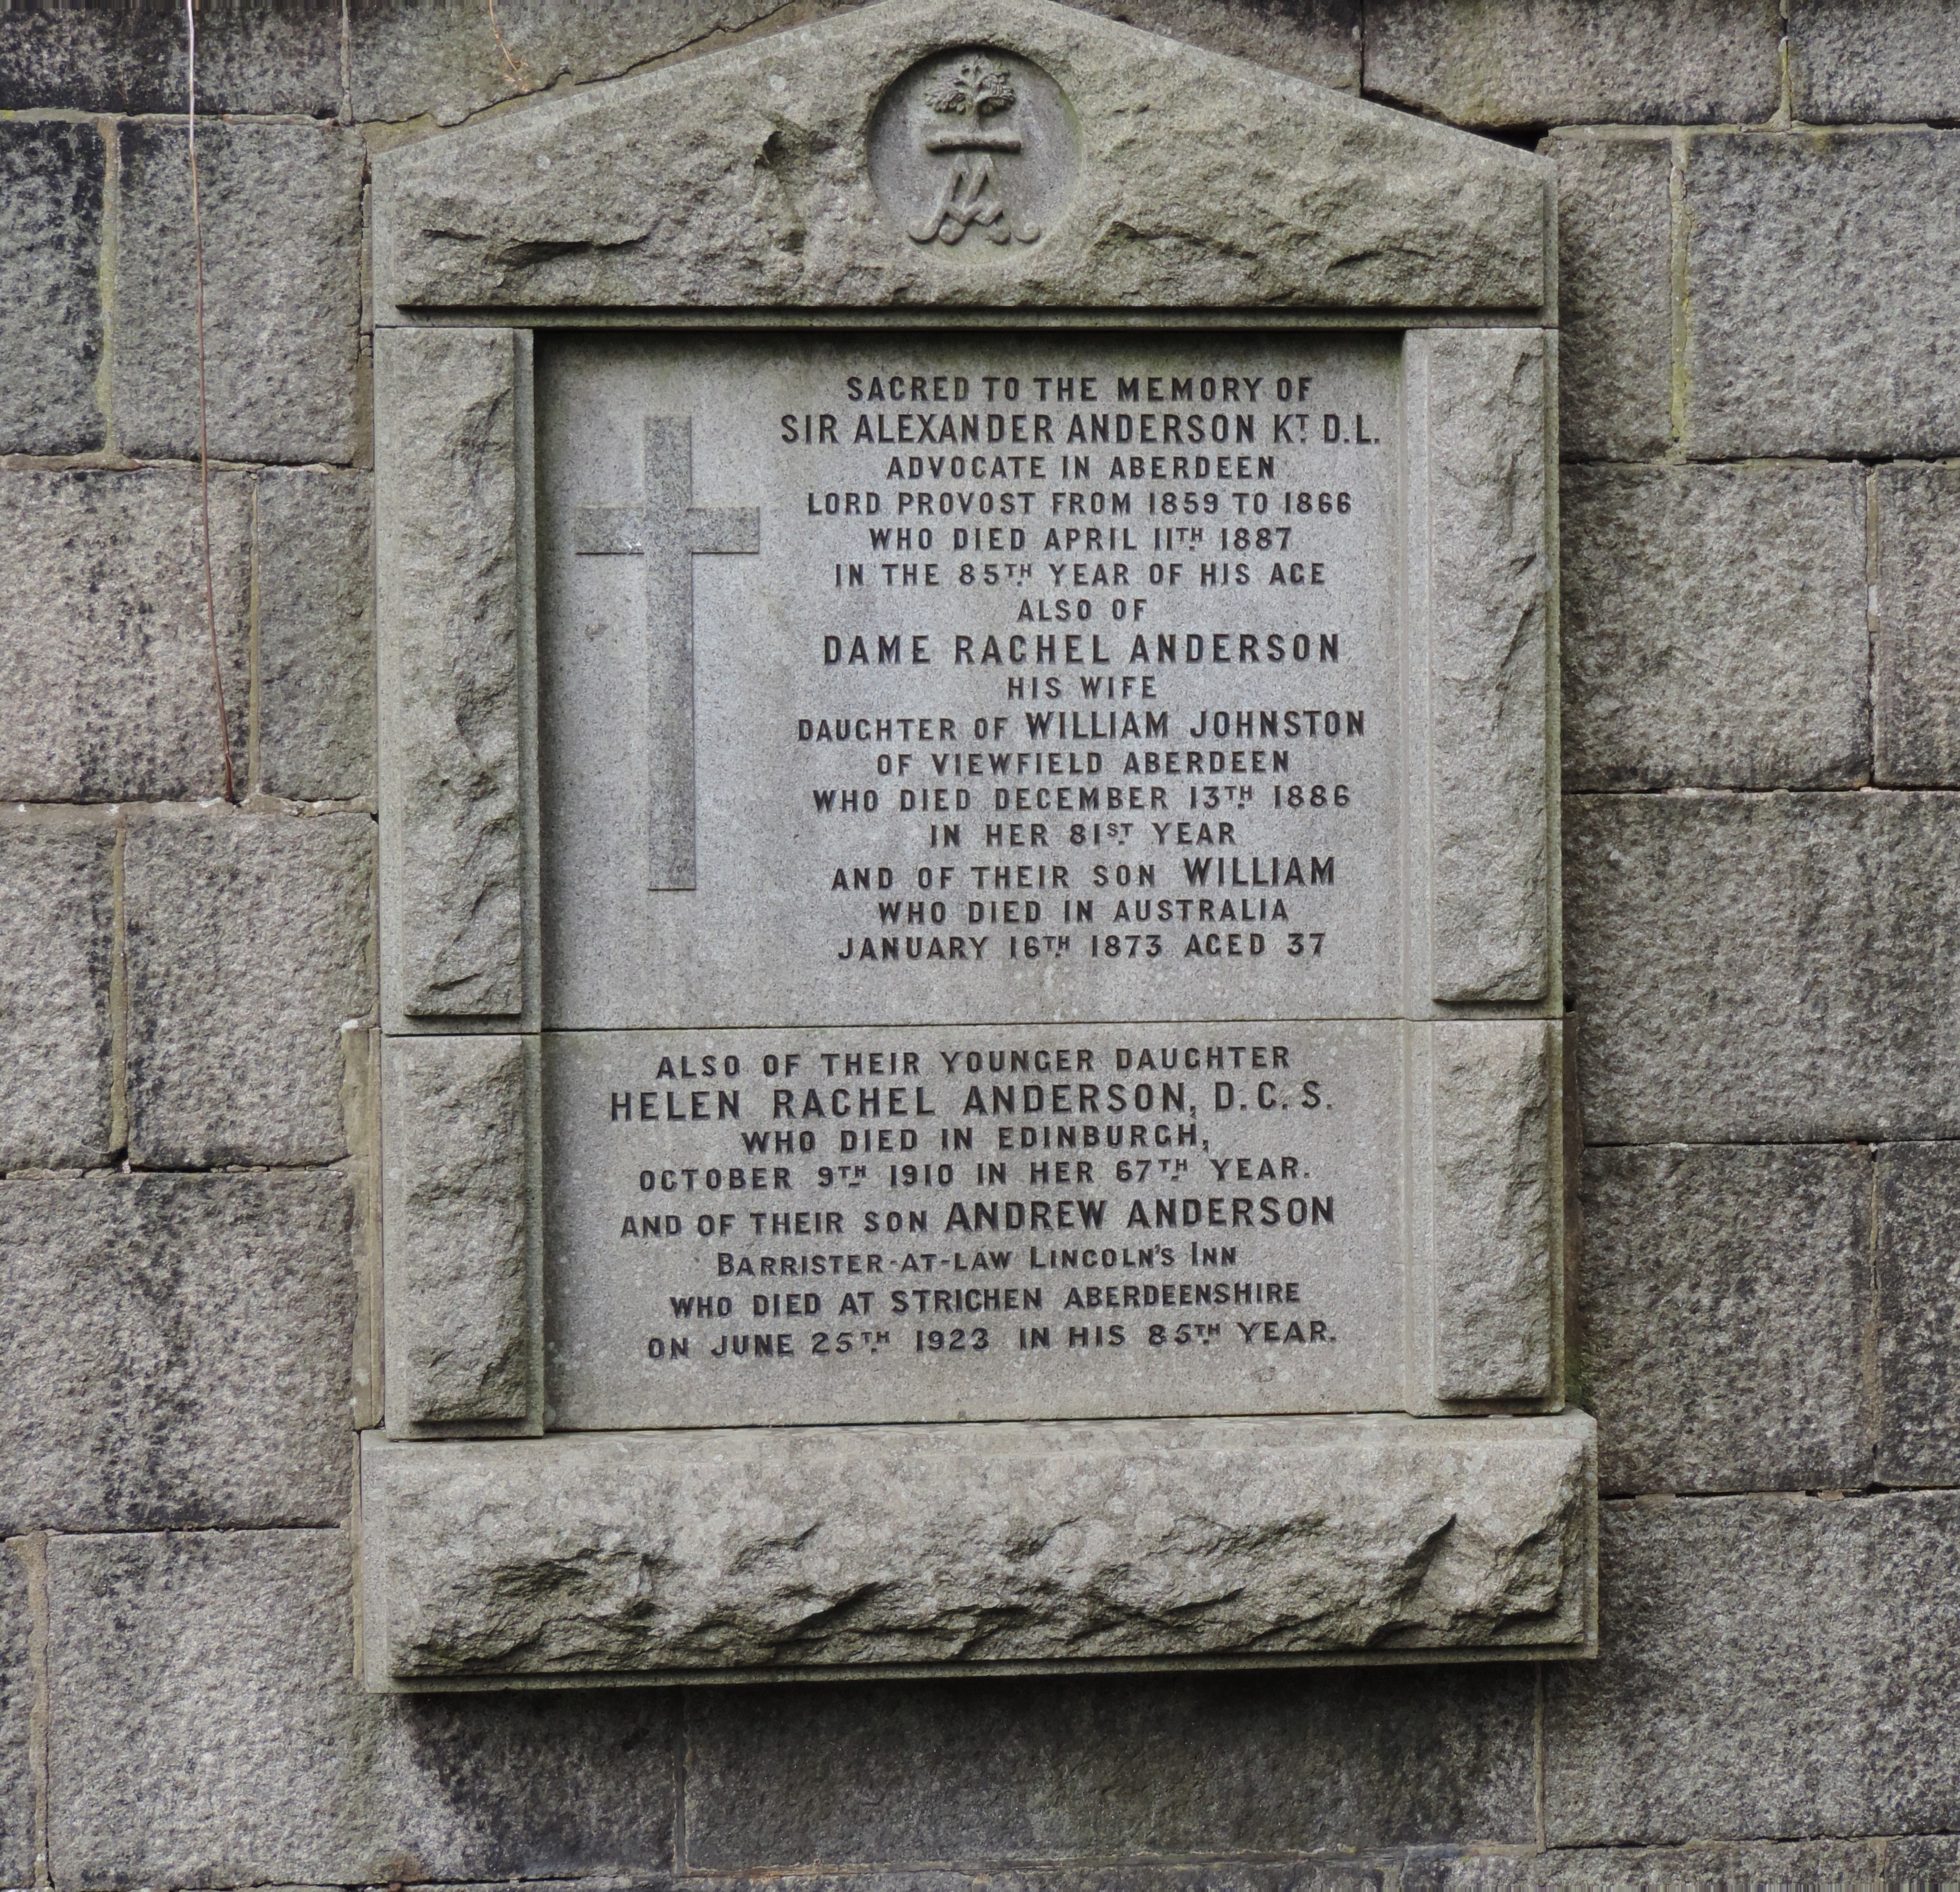 SACRED TO THE MEMORY OF
SIR ALEXANDER ANDERSON KT. D.L.
ADVOCATE IN ABERDEEN
LORD PROVOST FROM 1859 TO 1866
WHO DIED APRIL 11TH. 1887
IN THE 85TH. YEAR OF HIS AGE
ALSO OF
DAME RACHEL ANDERSON
HIS WIFE
DAUGHTER OF WILLIAM JOHNSTON
OF VIEWFIELD ABERDEEN
WHO DIED DECEMBER 13TH. 1886
IN HER 81ST. YEAR
AND OF THEIR SON WILLIAM
WHO DIED IN AUSTRALIA
JANUARY 16TH. 1873 AGED 37
ALSO OF THEIR YOUNGER DAUGHTER
HELEN RACHEL ANDERSON, D.C.S.
WHO DIED IN EDINBURGH,
OCTOBER 9TH. 1910 IN HER 67TH. YEAR.
AND OF THEIR SON ANDREW ANDERSON
BARRISTER-AT-LAW LINCOLN'S INN
WHO DIED AT STRICHEN ABERDEENSHIRE
ON JUNE 25TH. 1923 IN HIS 85TH. YEAR.